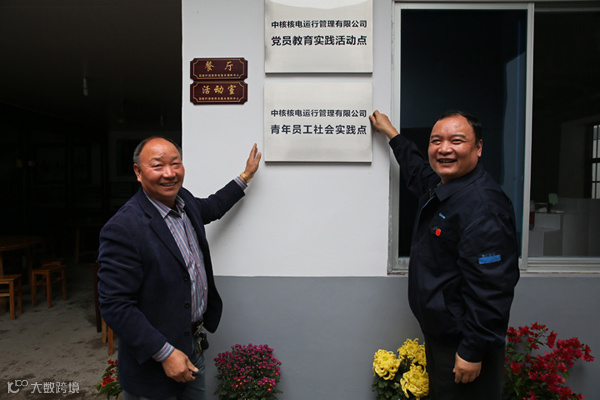 中核核电运行管理有限公司
党员教育实践活动点
餐厅
活动室
中核核电运行管理有限公司
青年员工社会实践点
大数跨境